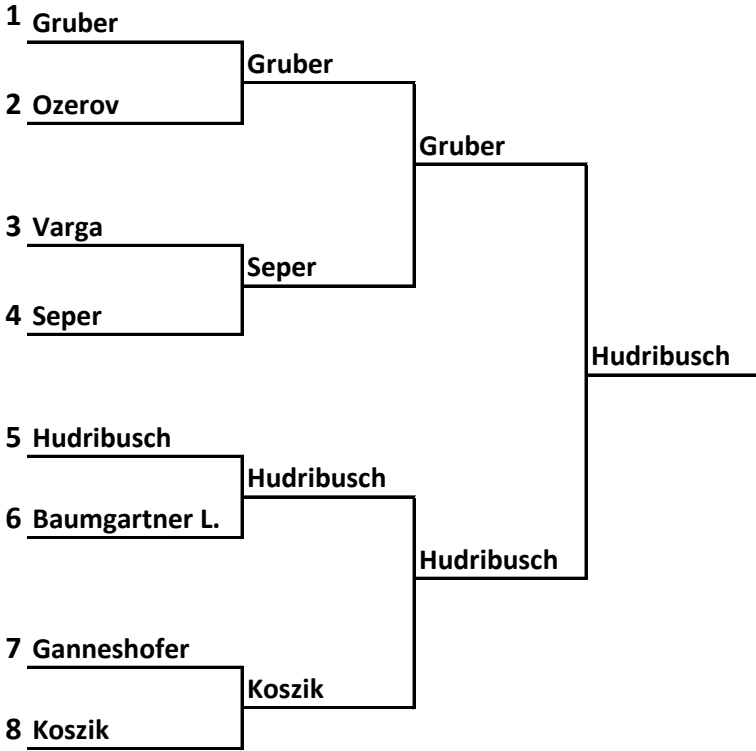 1 Gruber
Gruber
2 Ozerov
Gruber
3 Varga
Seper
4 Seper
Hudribusch
5 Hudribusch
Hudribusch
6 Baumgartner L.
Hudribusch
7 Ganneshofer
Koszik
8 Koszik